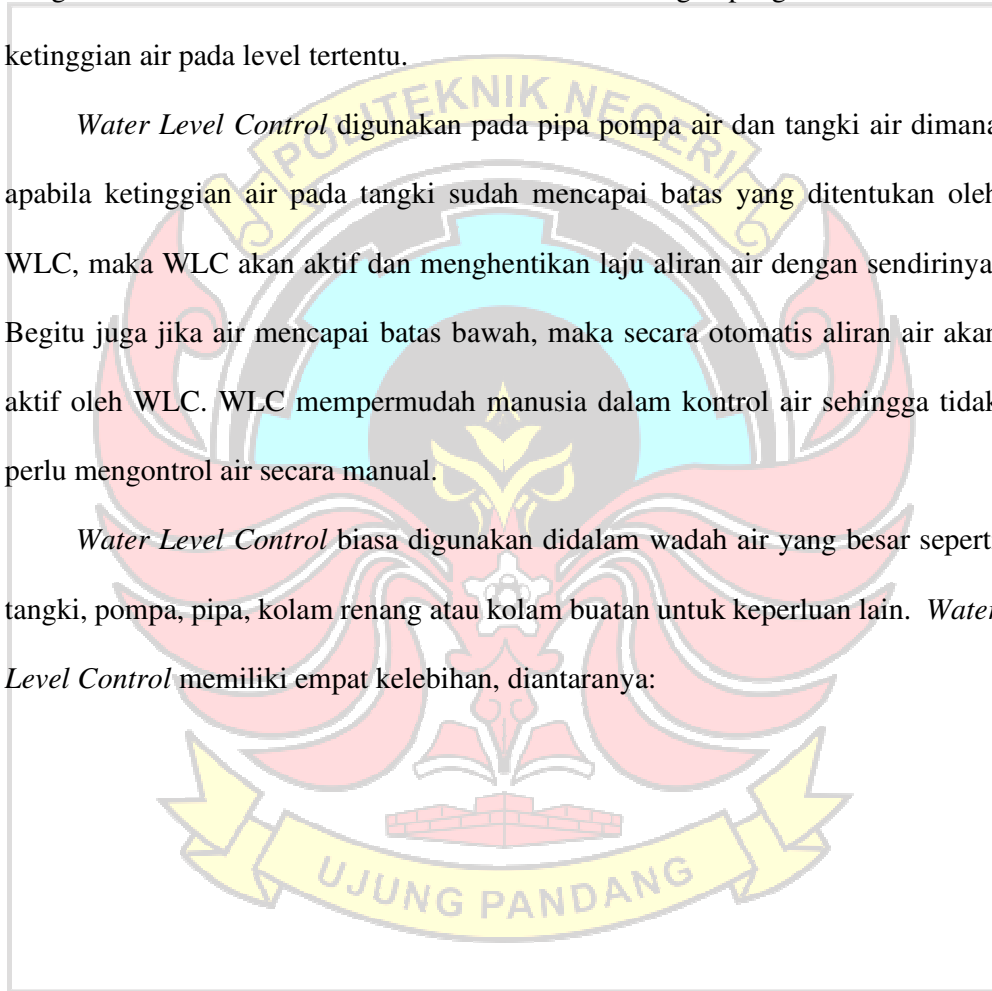 ketinggian air pada level tertentu.
Water Level Control digunakan pada pipa pompa air dan tangki air dimana
apabila ketinggian air pada tangki sudah mencapai batas yang ditentukan oleh
WLC, maka WLC akan aktif dan menghentikan laju aliran air dengan sendirinya
Begitu juga jika air mencapai batas bawah, maka secara otomatis aliran air akan
aktif oleh WLC. WLC mempermudah manusia dalam kontrol air sehingga tidak
perlu mengontrol air secara manual.
Water Level Control biasa digunakan didalam wadah air yang besar sepert
tangki, pompa, pipa, kolam renang atau kolam buatan untuk keperluan lain. Water
Level Control memiliki empat kelebihan, diantaranya:
POLITEKNIK NEGERI
UJUNG PANDANG